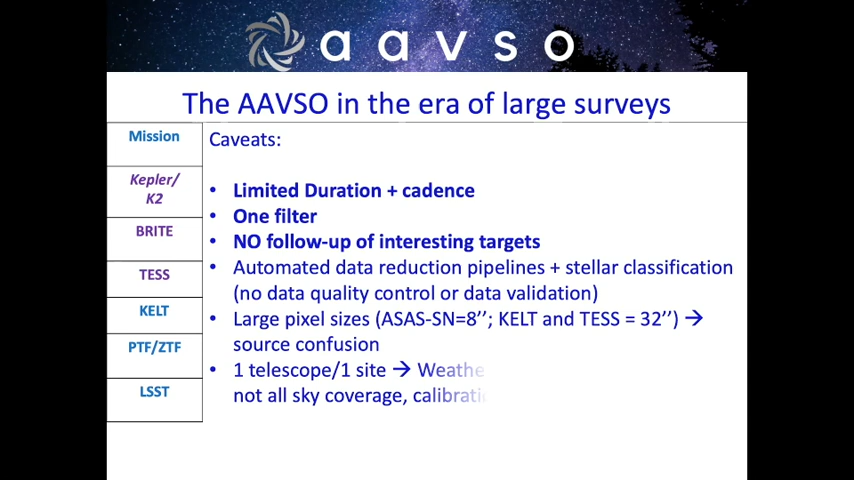 aavso
The AAVSO in the era of large surveys
Mission
Kepler/
K2
BRITE
TESS
KELT
PTF/ZTF
LSST
Caveats:
• Limited Duration + cadence
• One filter
• NO follow-up of interesting targets
• Automated data reduction pipelines + stellar classification
(no data quality control or data validation)
• Large pixel sizes (ASAS-SN=8’’; KELT and TESS = 32’’) →
source confusion
• 1 telescope/1 site →
not all sky coverage,